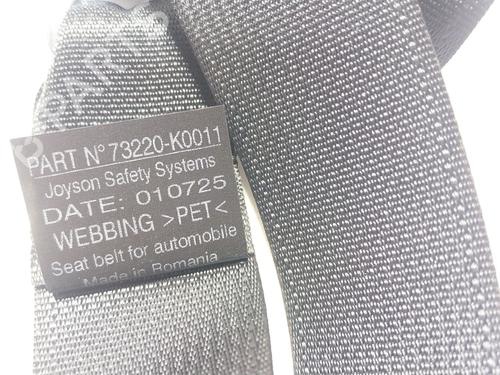 PART N° 73220-K0011
Joyson Safety Systems
DATE: 010725
WEBBING >PET<
Seat belt for automobile
Made in Romania